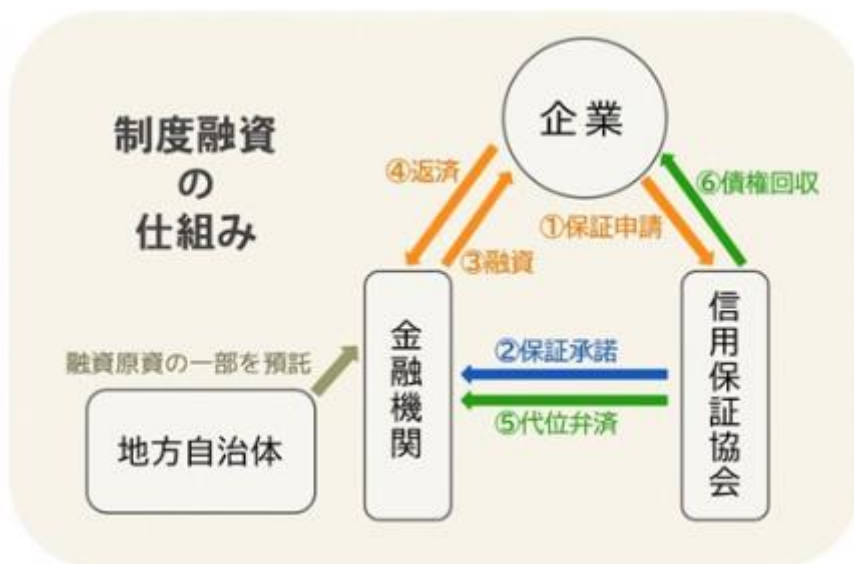 制度融資
の
仕組み
企業
④返済
⑥債権回収
①保証申請
③融資
金融機関
信用保証協会
②保証承諾
⑤代位弁済
融資原資の一部を預託
地方自治体